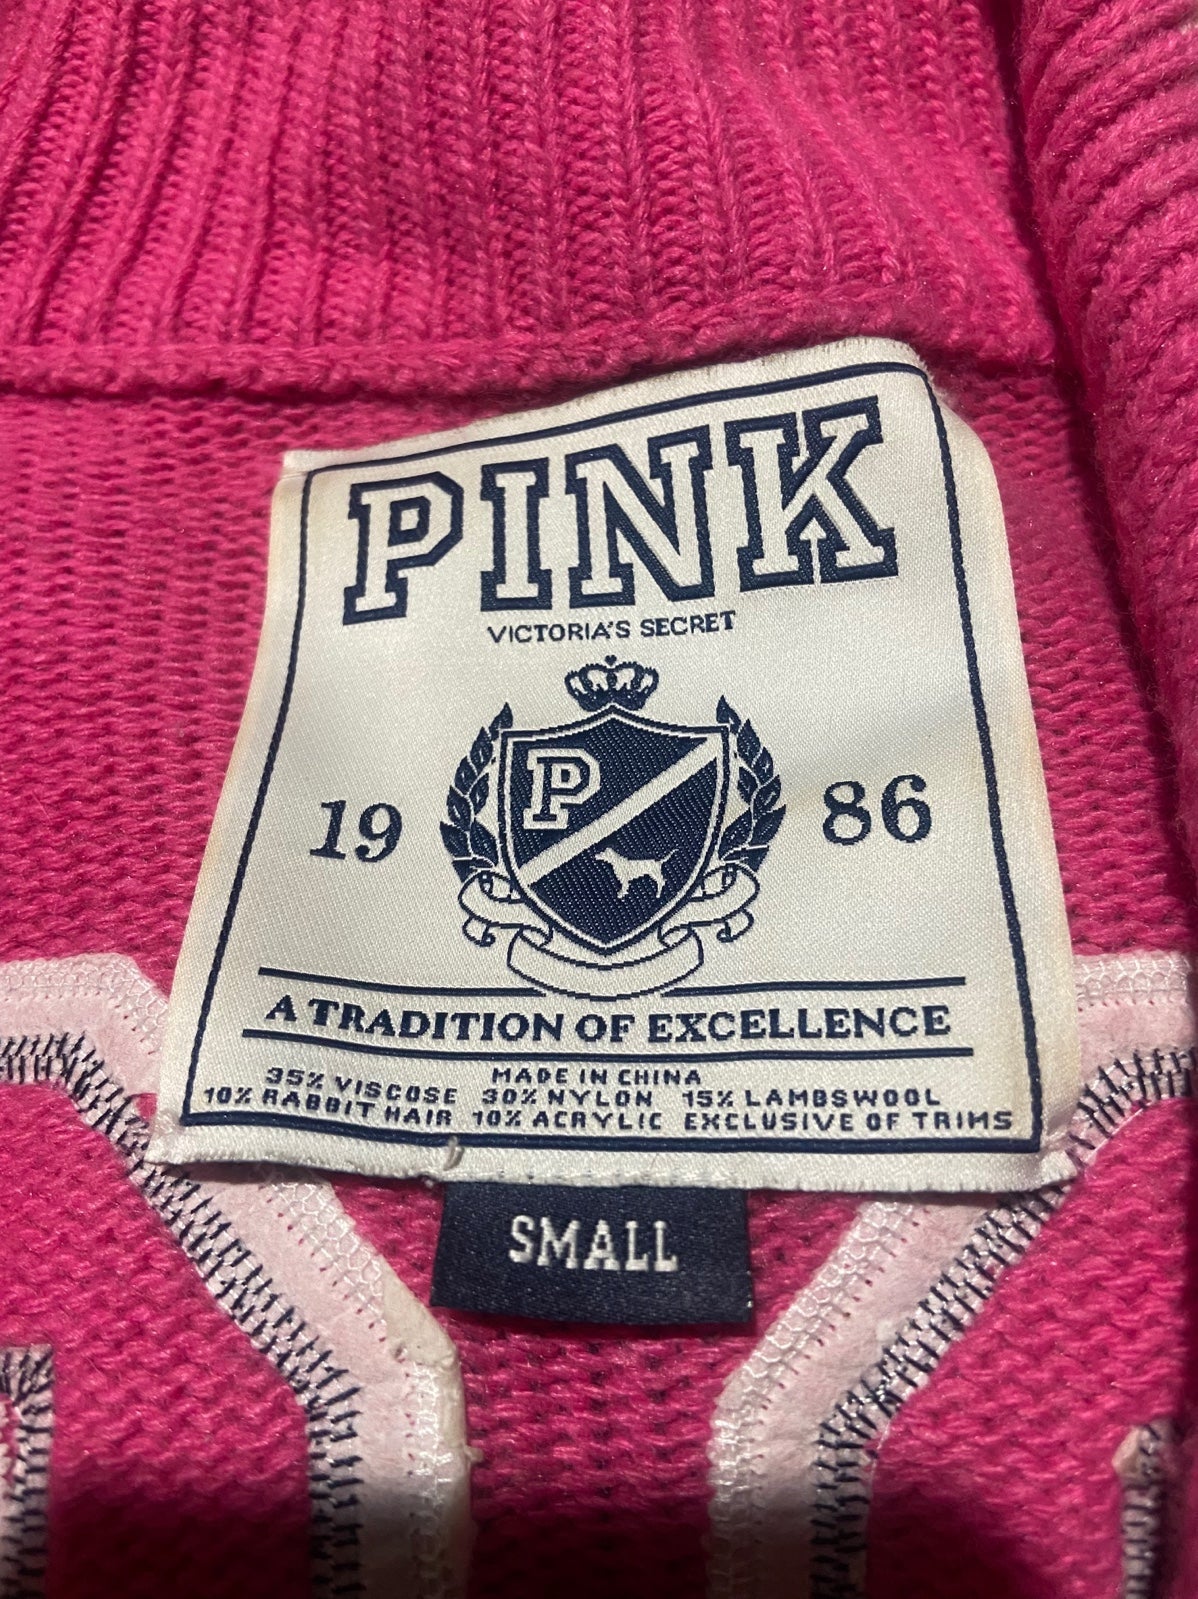 PINK
VICTORIA'S SECRET
P
19 86
A TRADITION OF EXCELLENCE
MADE IN CHINA
35% VISCOSE 30% NYLON 15% LAMBSWOOL
10% RABBIT HAIR 10% ACRYLIC EXCLUSIVE OF TRIMS
SMALL